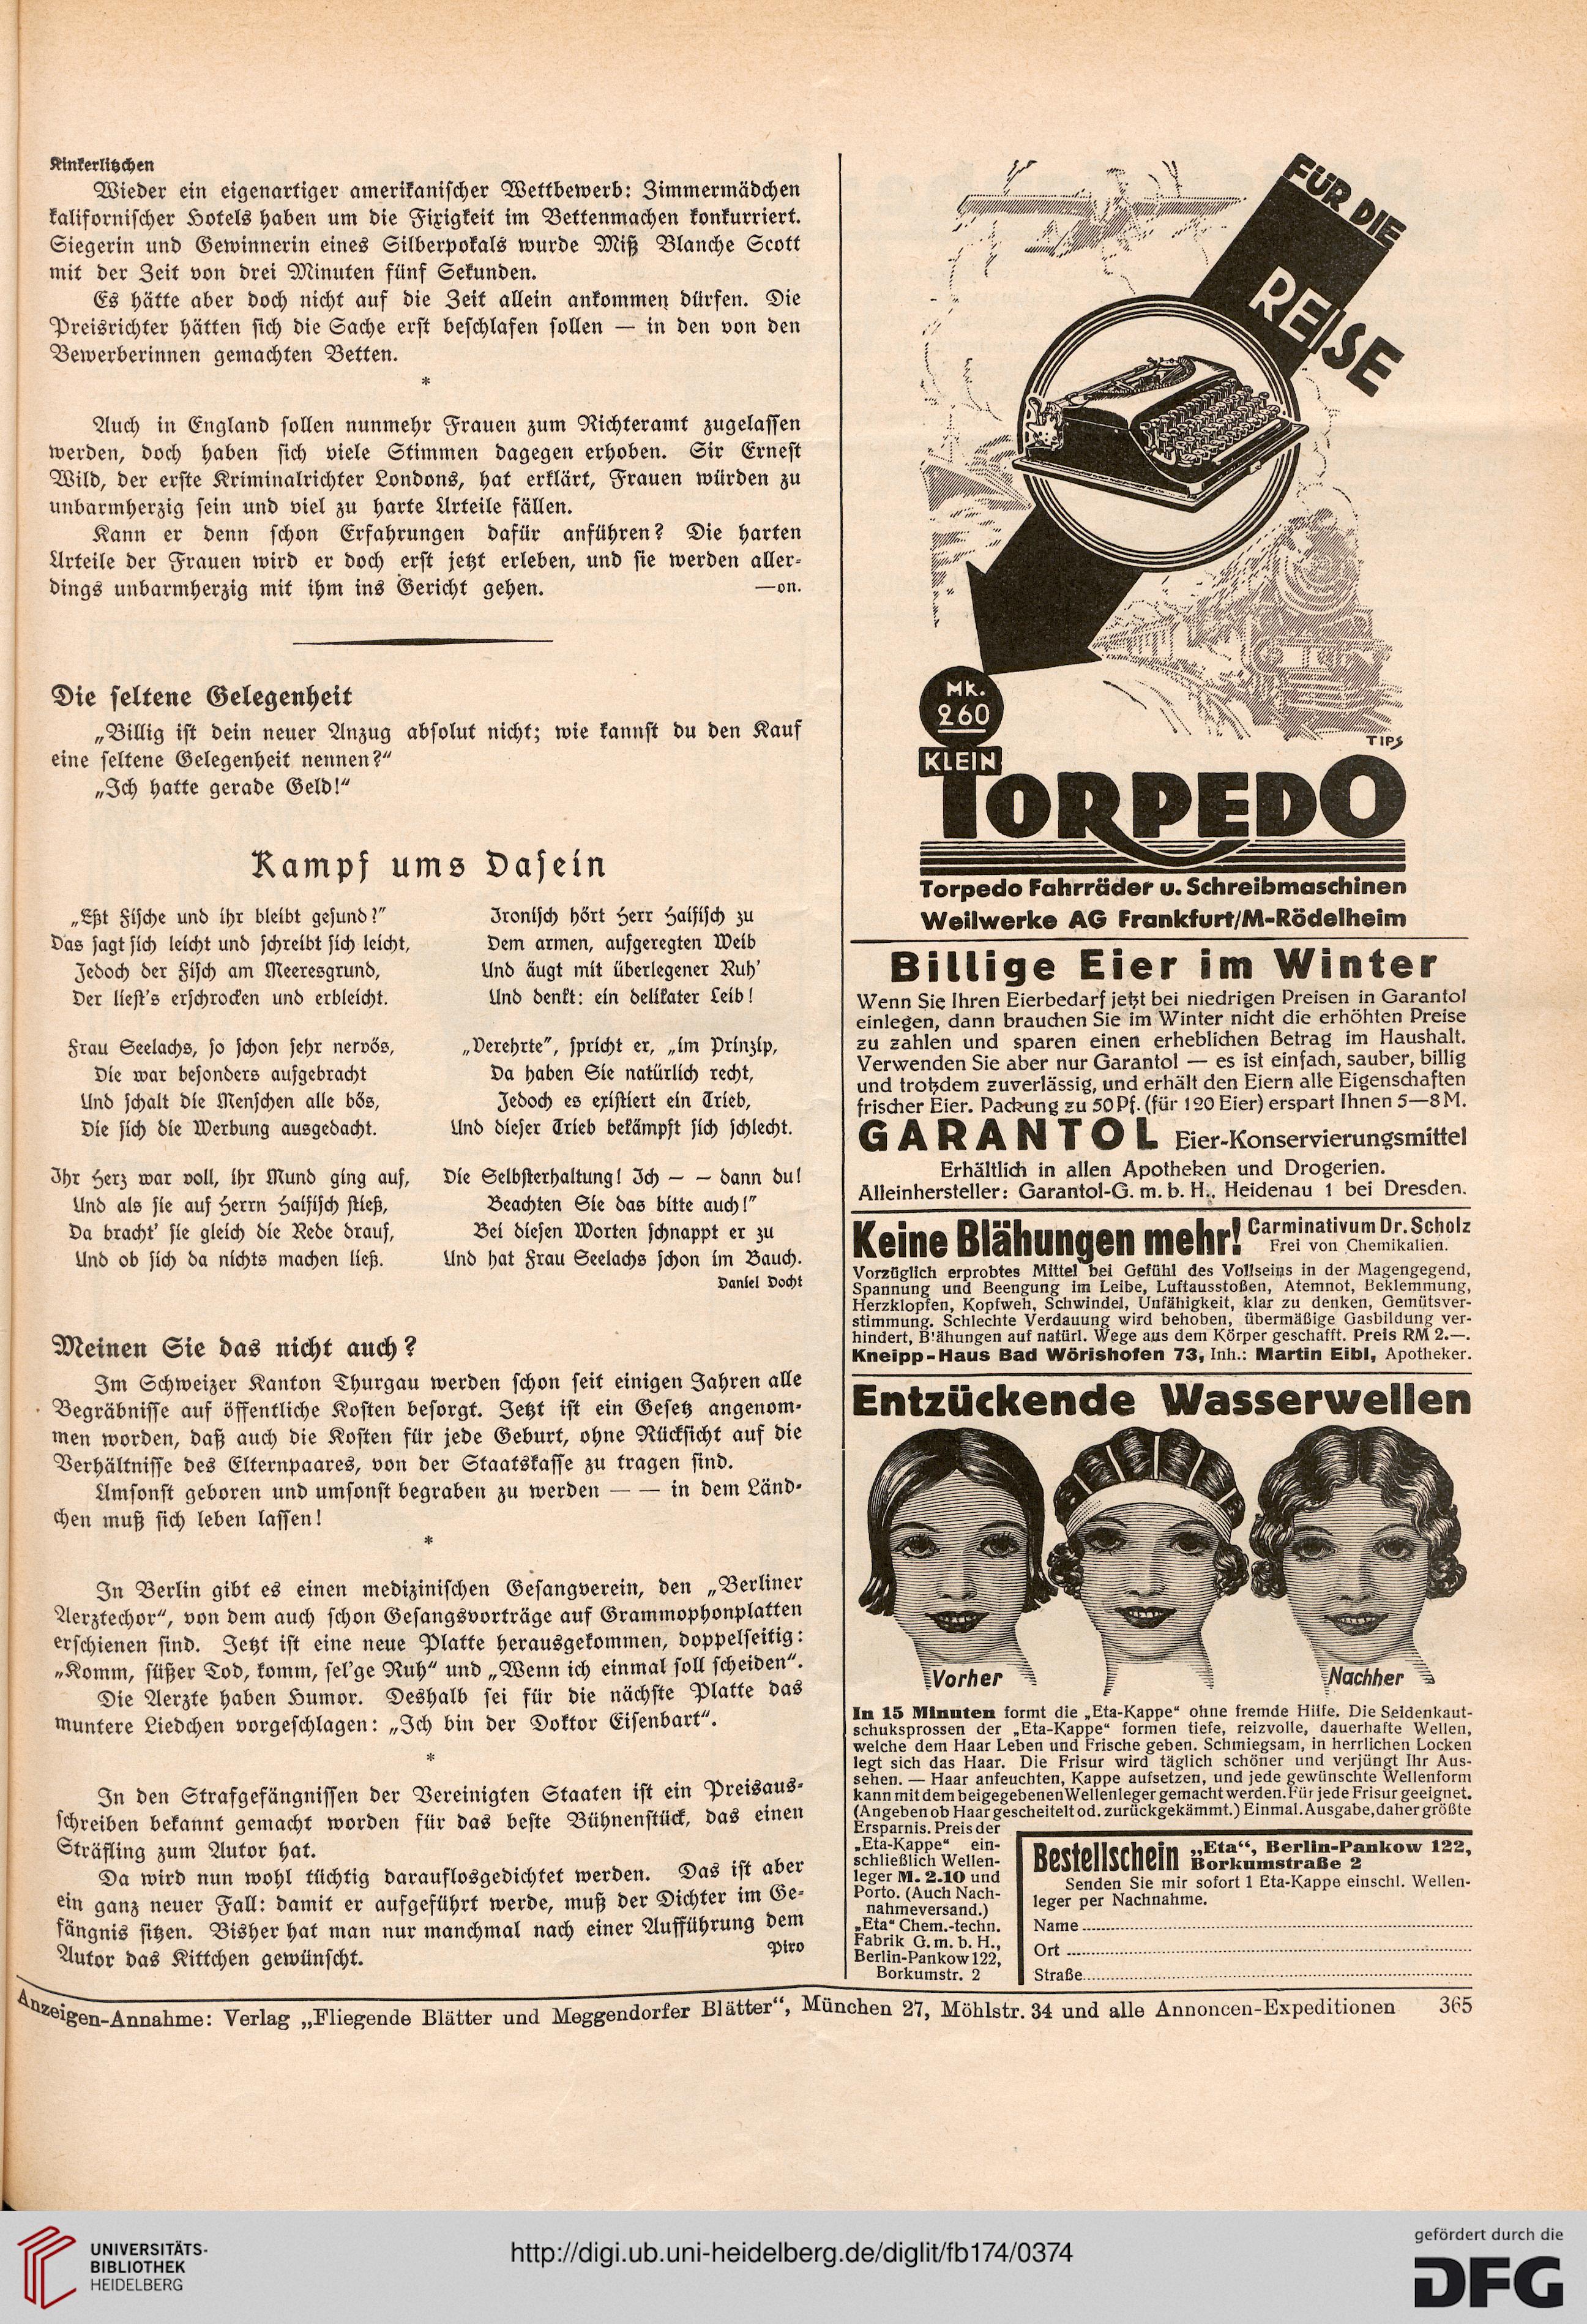 Kinkerlitzchen
Wieder ein eigenartiger amerikanischer Wettbewerb: Zimmermädchen
kalifornischer Hotels haben um die Fixigkeit im Bettenmachen konkurriert.
Siegerin und Gewinnerin eines Silberpokals wurde Miß Blanche Scott
mit der Zeit von drei Minuten fünf Sekunden.
Es hätte aber doch nicht auf die Zeit allein ankommen dürfen. Die
Preisrichter hätten sich die Sache erst beschlafen sollen — in den von den
Bewerberinnen gemachten Betten.
*
Auch in England sollen nunmehr Frauen zum Richteramt zugelassen
werden, doch haben sich viele Stimmen dagegen erhoben. Sir Ernest
Wild, der erste Kriminalrichter Londons, hat erklärt, Frauen würden zu
unbarmherzig sein und viel zu harte Urteile fällen.
Kann er denn schon Erfahrungen dafür anführen? Die harten
Urteile der Frauen wird er doch erst jetzt erleben, und sie werden aller-
dings unbarmherzig mit ihm ins Gericht gehen. —on.
Die seltene Gelegenheit
„Billig ist dein neuer Anzug absolut nicht; wie kannst du den Kauf
eine seltene Gelegenheit nennen?“
„Ich hatte gerade Geld!“
Kampf ums Dasein
„Eßt Fische und ihr bleibt gesund!“
Das sagt sich leicht und schreibt sich leicht,
Jedoch der Fisch am Meeresgrund,
Der liest's erschrocken und erbleicht.
Frau Seelachs, so schon sehr nervös,
Die war besonders aufgebracht
Und schalt die Menschen alle bös,
Die sich die Werbung ausgedacht.
Ihr Herz war voll, ihr Mund ging auf,
Und als sie auf Herrn Haifisch stieß,
Da bracht' sie gleich die Rede drauf,
Und ob sich da nichts machen ließ.
Ironisch hört Herr Haifisch zu
Dem armen, aufgeregten Weib
Und äugt mit überlegener Ruh'
Und denkt: ein delikater Leib!
„Verehrte“, spricht er, „im Prinzip,
Da haben Sie natürlich recht,
Jedoch es existiert ein Trieb,
Und dieser Trieb bekämpft sich schlecht.
Die Selbsterhaltung! Ich — — dann du!
Beachten Sie das bitte auch!“
Bei diesen Worten schnappt er zu
Und hat Frau Seelachs schon im Bauch.
Daniel Docht
Meinen Sie das nicht auch?
Im Schweizer Kanton Thurgau werden schon seit einigen Jahren alle
Begräbnisse auf öffentliche Kosten besorgt. Jetzt ist ein Gesetz angenom-
men worden, daß auch die Kosten für jede Geburt, ohne Rücksicht auf die
Verhältnisse des Elternpaares, von der Staatskasse zu tragen sind.
Umsonst geboren und umsonst begraben zu werden — — in dem Länd-
chen muß sich leben lassen!
*
In Berlin gibt es einen medizinischen Gesangverein, den „Berliner
Aerztechor“, von dem auch schon Gesangsvorträge auf Grammophonplatten
erschienen sind. Jetzt ist eine neue Platte herausgekommen, doppelseitig:
„Komm, süßer Tod, komm, sel'ge Ruh“ und „Wenn ich einmal soll scheiden“.
Die Aerzte haben Humor. Deshalb sei für die nächste Platte das
muntere Liedchen vorgeschlagen: „Ich bin der Doktor Eisenbart“.
*
In den Strafgefängnissen der Vereinigten Staaten ist ein Preisaus-
schreiben bekannt gemacht worden für das beste Bühnenstück, das einen
Sträfling zum Autor hat.
Da wird nun wohl tüchtig darauflosgedichtet werden. Das ist aber
ein ganz neuer Fall: damit er aufgeführt werde, muß der Dichter im Ge-
fängnis sitzen. Bisher hat man nur manchmal nach einer Aufführung dem
Autor das Kittchen gewünscht. Piro
FÜR DIE
REISE
MK.
260
TIPS
KLEIN
TORPEDO
Torpedo Fahrräder u. Schreibmaschinen
Weilwerke AG Frankfurt/M-Rödelheim
Billige Eier im Winter
Wenn Sie Ihren Eierbedarf jetzt bei niedrigen Preisen in Garantol
einlegen, dann brauchen Sie im Winter nicht die erhöhten Preise
zu zahlen und sparen einen erheblichen Betrag im Haushalt.
Verwenden Sie aber nur Garantol — es ist einfach, sauber, billig
und trotzdem zuverlässig, und erhält den Eiern alle Eigenschaften
frischer Eier. Packung zu 50 Pf. (für 120 Eier) erspart Ihnen 5—8 M.
GARANTOL Eier-Konservierungsmittel
Erhältlich in allen Apotheken und Drogerien.
Alleinhersteller: Garantol-G. m. b. H., Heidenau 1 bei Dresden.
Keine Blähungen mehr! Carminativum Dr. Scholz
Frei von Chemikalien.
Vorzüglich erprobtes Mittel bei Gefühl des Vollseins in der Magengegend,
Spannung und Beengung im Leibe, Luftausstoßen, Atemnot, Beklemmung,
Herzklopfen, Kopfweh, Schwindel, Unfähigkeit, klar zu denken, Gemütsver-
stimmung. Schlechte Verdauung wird behoben, übermäßige Gasbildung ver-
hindert, Blähungen auf natürl. Wege aus dem Körper geschafft. Preis RM 2.—.
Kneipp-Haus Bad Wörishofen 73, Inh.: Martin Eibl, Apotheker.
Entzückende Wasserwellen
Vorher
Nachher
In 15 Minuten formt die „Eta-Kappe“ ohne fremde Hilfe. Die Seidenkaut-
schuksprossen der „Eta-Kappe“ formen tiefe, reizvolle, dauerhafte Wellen,
welche dem Haar Leben und Frische geben. Schmiegsam, in herrlichen Locken
legt sich das Haar. Die Frisur wird täglich schöner und verjüngt Ihr Aus-
sehen. — Haar anfeuchten, Kappe aufsetzen, und jede gewünschte Wellenform
kann mit dem beigegebenen Wellenleger gemacht werden. Für jede Frisur geeignet.
(Angeben ob Haar gescheitelt od. zurückgekämmt.) Einmal. Ausgabe, daher größte
Ersparnis. Preis der
„Eta-Kappe“ ein-
schließlich Wellen-
leger M. 2.10 und
Porto. (Auch Nach-
nahmeversand.)
„Eta“ Chem.-techn.
Fabrik G. m. b. H.,
Berlin-Pankow 122,
Borkumstr. 2
Bestellschein „Eta“, Berlin-Pankow 122,
Borkumstraße 2
Senden Sie mir sofort 1 Eta-Kappe einschl. Wellen-
leger per Nachnahme.
Name
Ort
Straße
Anzeigen-Annahme: Verlag „Fliegende Blätter und Meggendorfer Blätter“, München 27, Möhlstr. 34 und alle Annoncen-Expeditionen 365
UNIVERSITÄTS-
BIBLIOTHEK
HEIDELBERG
http://digi.ub.uni-heidelberg.de/diglit/fb174/0374
gefördert durch die
DFG